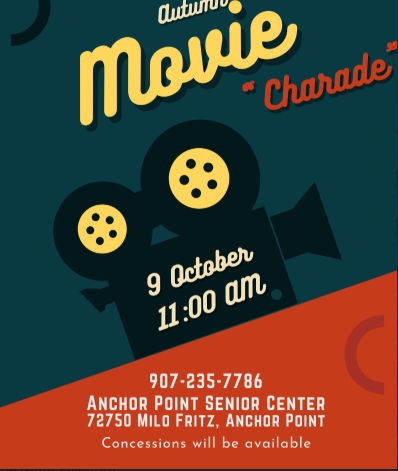 Autumn
Movie
"Charade"
9 October
11:00 am
907-235-7786
Anchor Point Senior Center
72750 Milo Fritz, Anchor Point
Concessions will be available